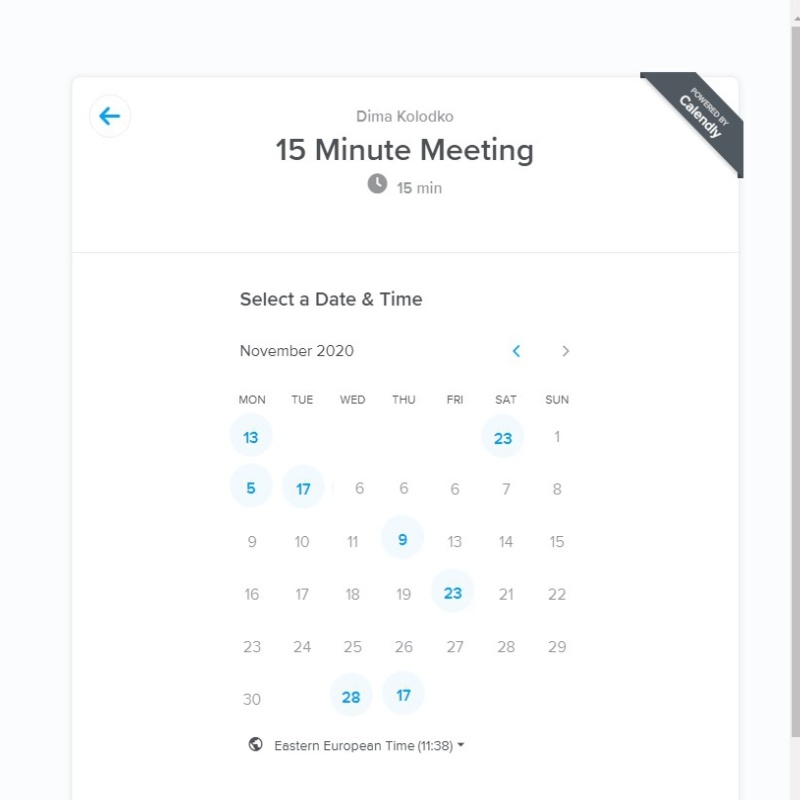 POWERED BY
Calendly
Dima Kolodko
15 Minute Meeting
15 min
Select a Date & Time
November 2020
MON TUE WED THU FRI SAT SUN
13 23 1
5 17 6 6 6 7 8
9 10 11 9 13 14 15
16 17 18 19 23 21 22
23 24 25 26 27 28 29
30 28 17
Eastern European Time (11:38)